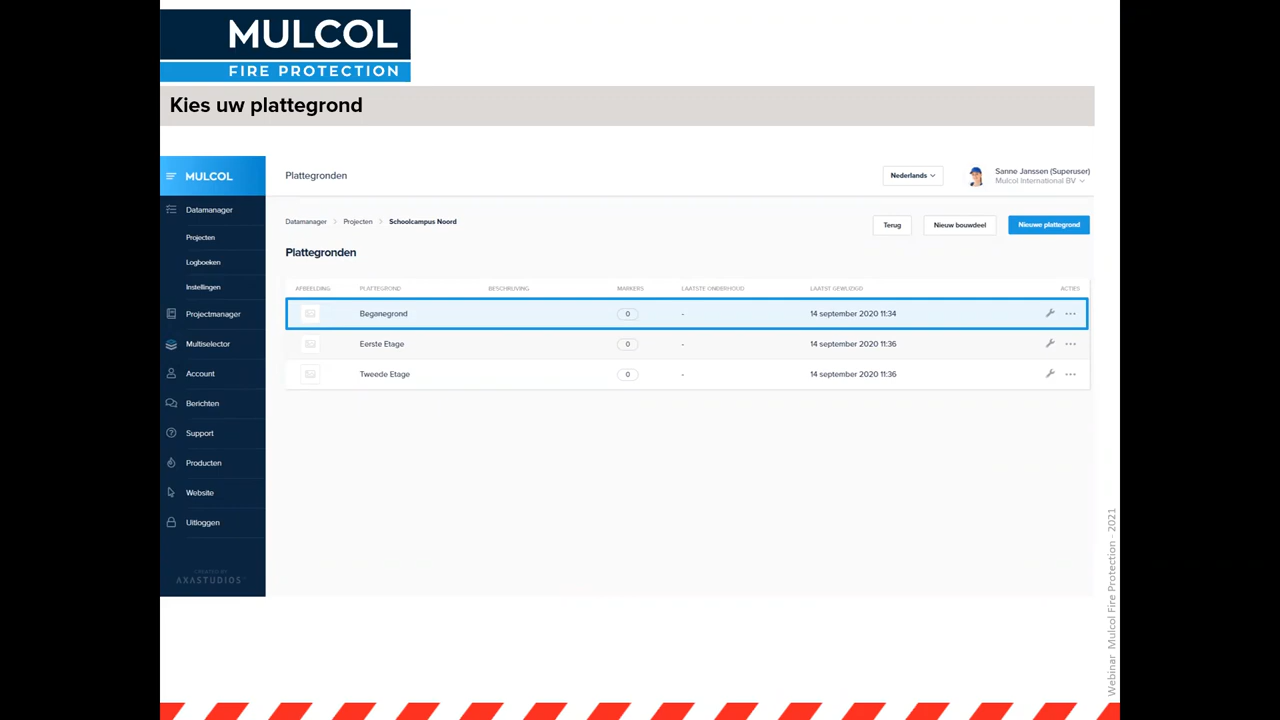 MULCOL
FIRE PROTECTION
Kies uw plattegrond
MULCOL
Plattegronden
Nederlands
Sanne Janssen (Superuser)
Mulcol International BV
Datamanager
Projecten
Logboeken
Instellingen
Projectmanager
Multiselector
Account
Berichten
Support
Producten
Website
Uitloggen
CREATED BY
AXASTUDIOS
Datamanager > Projecten > Schoolcampus Noord
Terug
Nieuw bouwdeel
Nieuwe plattegrond
Plattegronden
AFBEELDING PLATTEGROND BESCHRIJVING MARKERS LAATSTE ONDERHOUD LAATST GEWIJZIGD ACTIES
Beganegrond 0 - 14 september 2020 11:34
Eerste Etage 0 - 14 september 2020 11:36
Tweede Etage 0 - 14 september 2020 11:36
Webinar Mulcol Fire Protection - 2021